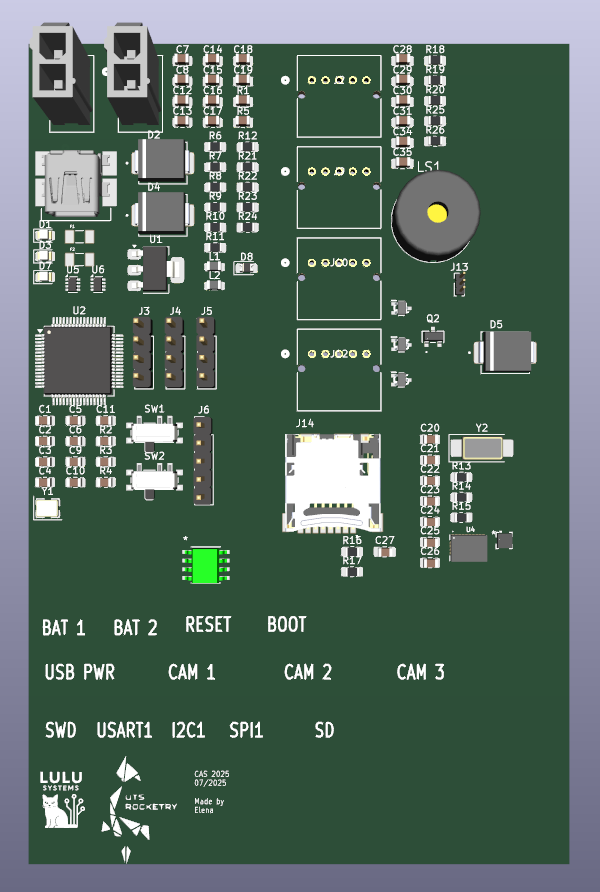 C7 C14 C18 C28 R18
C8 C15 C19 C29 R19
C12 C16 R1 C30 R20
C13 C17 R5 C31 R25
D2 R6 R12 C34 R26
R7 R21 C35
D4 R8 R22 LS1
R9 R23
R10 R24
D1 F1 U1 R11
D3 F2 L1 D8 J13
D7 U5 U6 L2
U2 J3 J4 J5 Q2 D5
C1 C5 C11 SW1 J6 J14 C20 Y2
C2 C6 R2 C21
C3 C9 R3 SW2 C22 R13
C4 C10 R4 C23 R14
Y1 C24 R15
R16 C27 C25 U4
R17 C26
BAT 1 BAT 2 RESET BOOT
USB PWR CAM 1 CAM 2 CAM 3
SWD USART1 I2C1 SPI1 SD
LULU
SYSTEMS
UTS
ROCKETRY
CAS 2025
07/2025
Made by
Elena